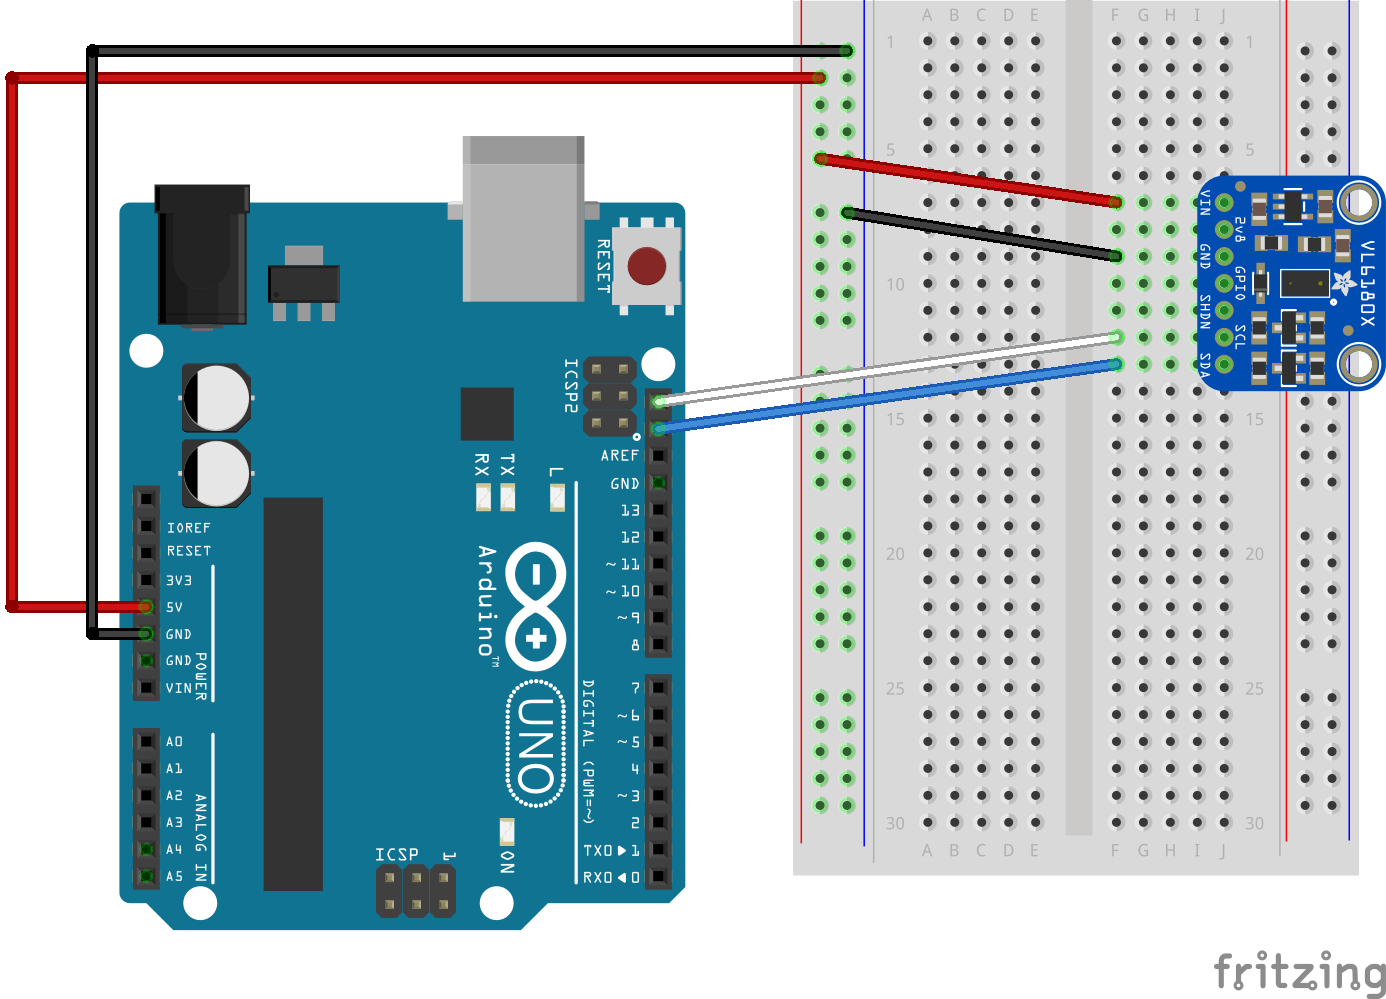 A B C D E F G H I J
1 1
5 5
10 10
15 15
20 20
25 25
30 30
A B C D E F G H I J
VIN
2v8
GND
GPIO
SHDN
SCL
SDA
VL6180X
RESET
ICSP2
RX
TX
L
AREF
GND
13
12
~11
~10
~9
8
7
~6
~5
4
~3
2
TX0▶1
RX0◀0
DIGITAL (PWM=~)
Arduino™
UNO
IOREF
RESET
3V3
5V
GND
GND
VIN
POWER
A0
A1
A2
A3
A4
A5
ANALOG IN
ICSP 1
ON
fritzing